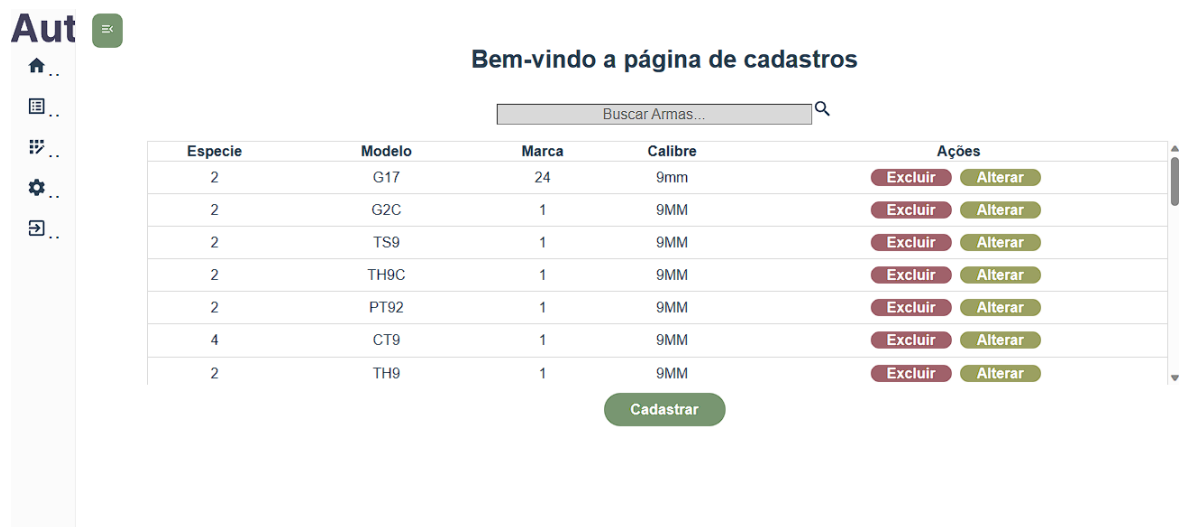 Aut
..
..
..
..
..
Bem-vindo a página de cadastros
Buscar Armas...
Especie Modelo Marca Calibre Ações
2 G17 24 9mm Excluir Alterar
2 G2C 1 9MM Excluir Alterar
2 TS9 1 9MM Excluir Alterar
2 TH9C 1 9MM Excluir Alterar
2 PT92 1 9MM Excluir Alterar
4 CT9 1 9MM Excluir Alterar
2 TH9 1 9MM Excluir Alterar
Cadastrar